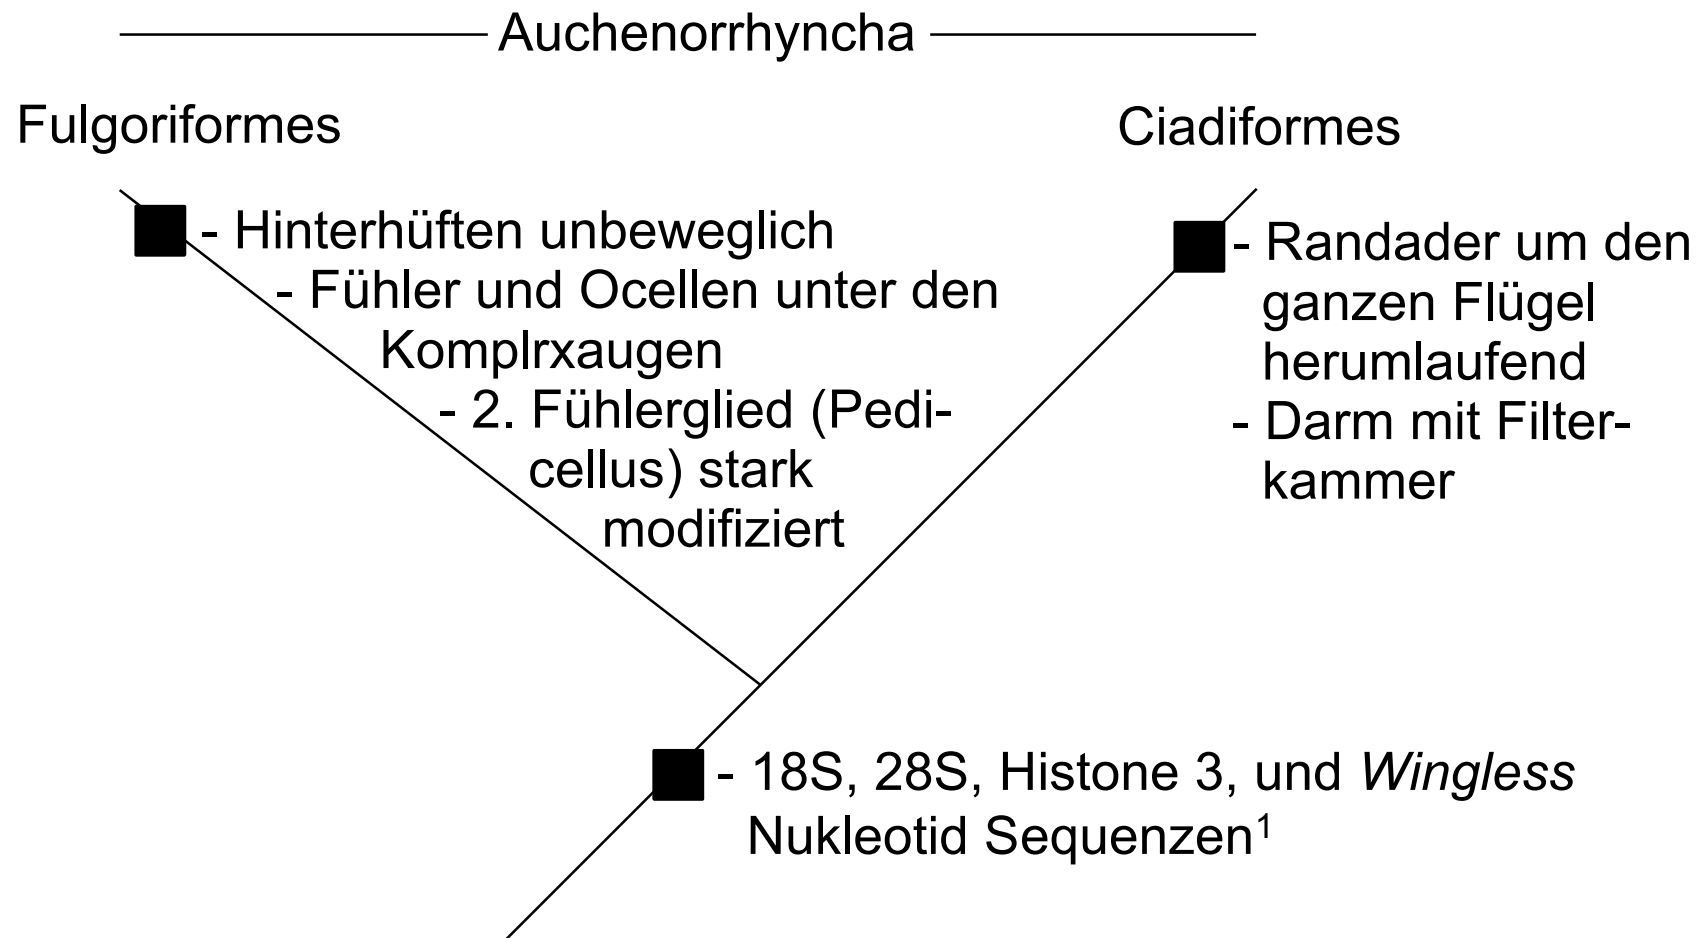 Auchenorrhyncha
Fulgoriformes
Ciadiformes
- Hinterhüften unbeweglich
- Fühler und Ocellen unter den
Komplrxaugen
- 2. Fühlerglied (Pedi-
cellus) stark
modifiziert
- Randader um den
ganzen Flügel
herumlaufend
- Darm mit Filter-
kammer
- 18S, 28S, Histone 3, und Wingless
Nukleotid Sequenzen¹